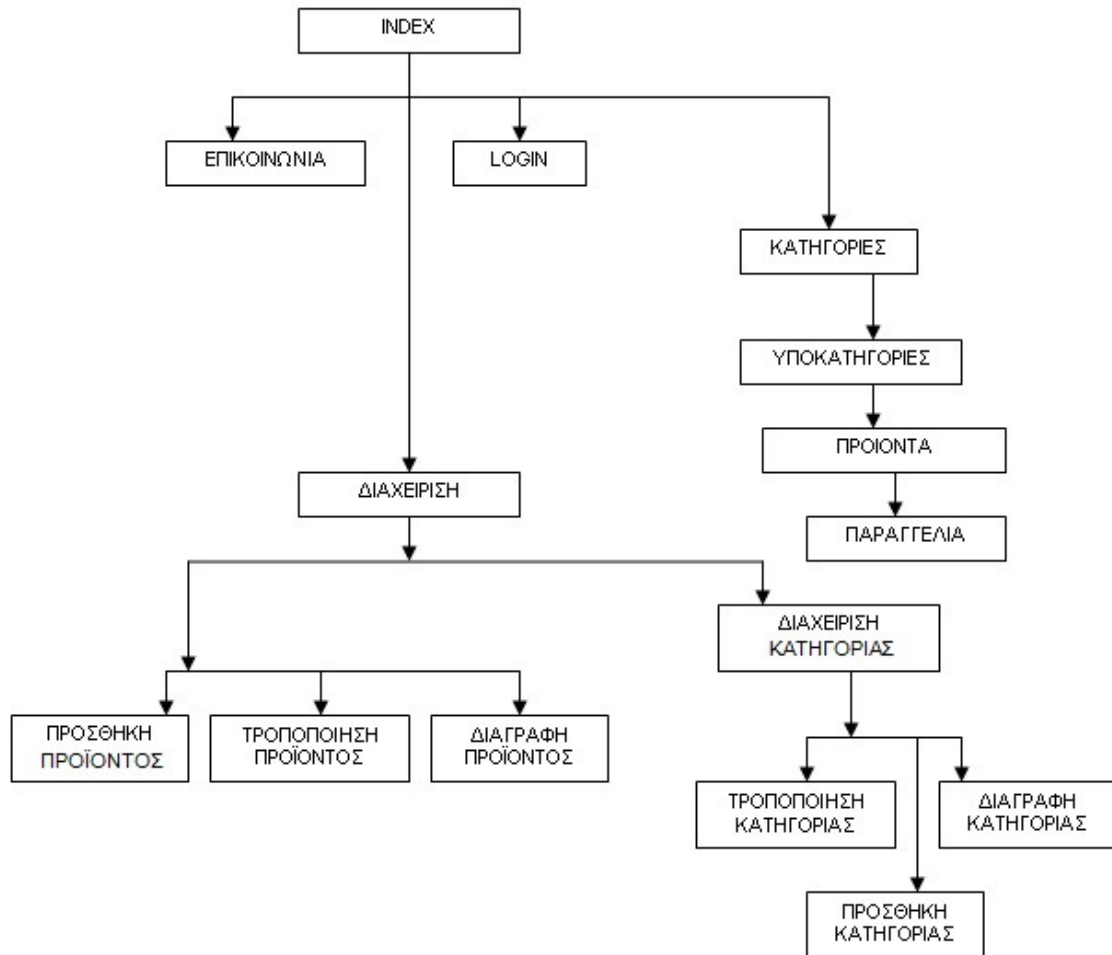 INDEX
ΕΠΙΚΟΙΝΩΝΙΑ
LOGIN
ΚΑΤΗΓΟΡΙΕΣ
ΥΠΟΚΑΤΗΓΟΡΙΕΣ
ΠΡΟΙΟΝΤΑ
ΔΙΑΧΕΙΡΙΣΗ
ΠΑΡΑΓΓΕΛΙΑ
ΔΙΑΧΕΙΡΙΣΗ
ΚΑΤΗΓΟΡΙΑΣ
ΠΡΟΣΘΗΚΗ
ΠΡΟΪΟΝΤΟΣ
ΤΡΟΠΟΠΟΙΗΣΗ
ΠΡΟΪΟΝΤΟΣ
ΔΙΑΓΡΑΦΗ
ΠΡΟΪΟΝΤΟΣ
ΤΡΟΠΟΠΟΙΗΣΗ
ΚΑΤΗΓΟΡΙΑΣ
ΔΙΑΓΡΑΦΗ
ΚΑΤΗΓΟΡΙΑΣ
ΠΡΟΣΘΗΚΗ
ΚΑΤΗΓΟΡΙΑΣ